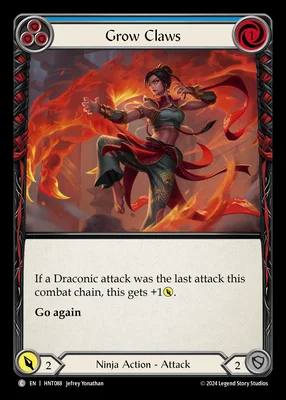 Grow Claws
If a Draconic attack was the last attack this
combat chain, this gets +1.
Go again
2 Ninja Action - Attack 2
C EN | HNT088 Jefrey Yonathan © 2024 Legend Story Studios